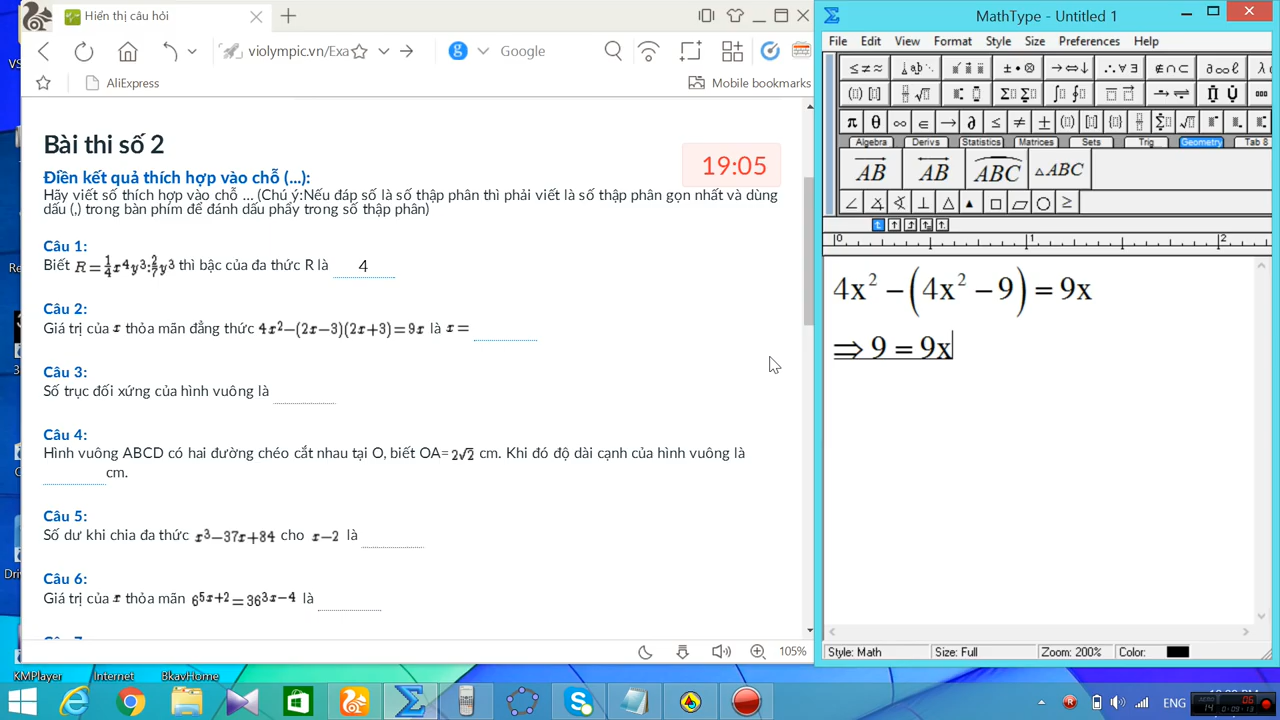 Hiển thị câu hỏi
violympic.vn/Exa
Google
AliExpress
Mobile bookmarks
Bài thi số 2
19:05
Điền kết quả thích hợp vào chỗ (...):
Hãy viết số thích hợp vào chỗ ... (Chú ý:Nếu đáp số là số thập phân thì phải viết là số thập phân gọn nhất và dùng
dấu (,) trong bàn phím để đánh dấu phẩy trong số thập phân)
Câu 1:
Biết R=1/4x⁴y³:2/7y³ thì bậc của đa thức R là 4
Câu 2:
Giá trị của x thỏa mãn đẳng thức 4x²−(2x−3)(2x+3)=9x là x=
Câu 3:
Số trục đối xứng của hình vuông là
Câu 4:
Hình vuông ABCD có hai đường chéo cắt nhau tại O, biết OA=2√2 cm. Khi đó độ dài cạnh của hình vuông là
cm.
Câu 5:
Số dư khi chia đa thức x³−37x+84 cho x−2 là
Câu 6:
Giá trị của x thỏa mãn 6⁵ˣ⁺²=36³ˣ⁻⁴ là
105%
MathType - Untitled 1
File Edit View Format Style Size Preferences Help
Algebra Derivs Statistics Matrices Sets Trig Geometry Tab 8
AB AB ABC △ABC
0 1 2
4x² − (4x² − 9) = 9x
⇒ 9 = 9x
Style: Math Size: Full Zoom: 200% Color:
KMPlayer Internet BkavHome
ENG